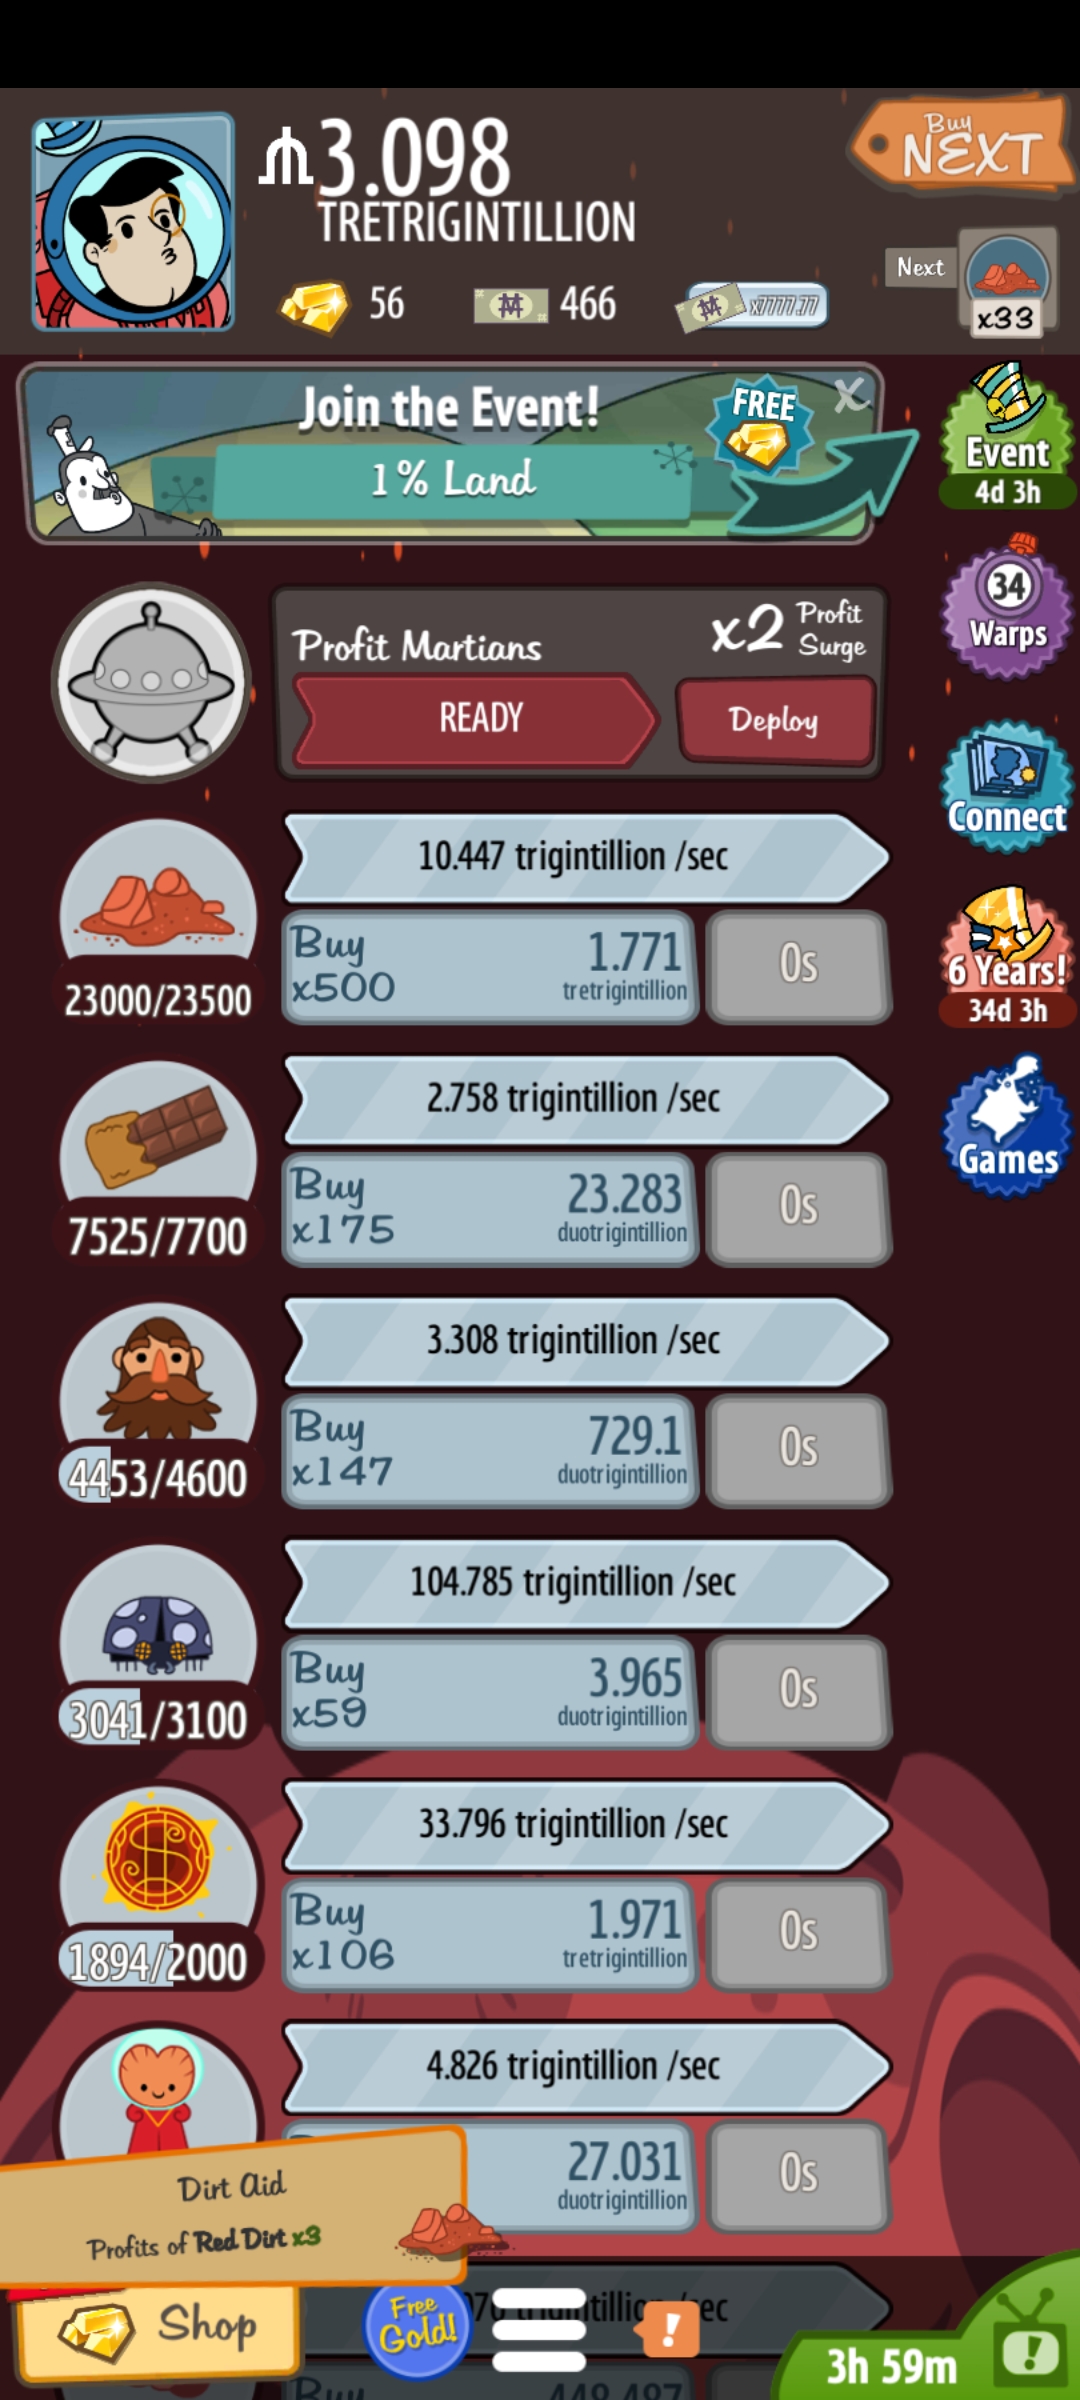 3.098
TRETRIGINTILLION
Buy
NEXT
56
466
x7777.77
Next
x33
Join the Event!
1% Land
FREE
X
Event
4d 3h
Profit Martians
x2 Profit
Surge
READY
Deploy
34
Warps
10.447 trigintillion /sec
Buy
x500
1.771
tretrigintillion
0s
23000/23500
Connect
2.758 trigintillion /sec
Buy
x175
23.283
duotrigintillion
0s
7525/7700
6 Years!
34d 3h
Games
3.308 trigintillion /sec
Buy
x147
729.1
duotrigintillion
0s
4453/4600
104.785 trigintillion /sec
Buy
x59
3.965
duotrigintillion
0s
3041/3100
33.796 trigintillion /sec
Buy
x106
1.971
tretrigintillion
0s
1894/2000
4.826 trigintillion /sec
27.031
duotrigintillion
0s
Dirt Aid
Profits of Red Dirt x3
Shop
Free
Gold!
!
3h 59m
!
Buy